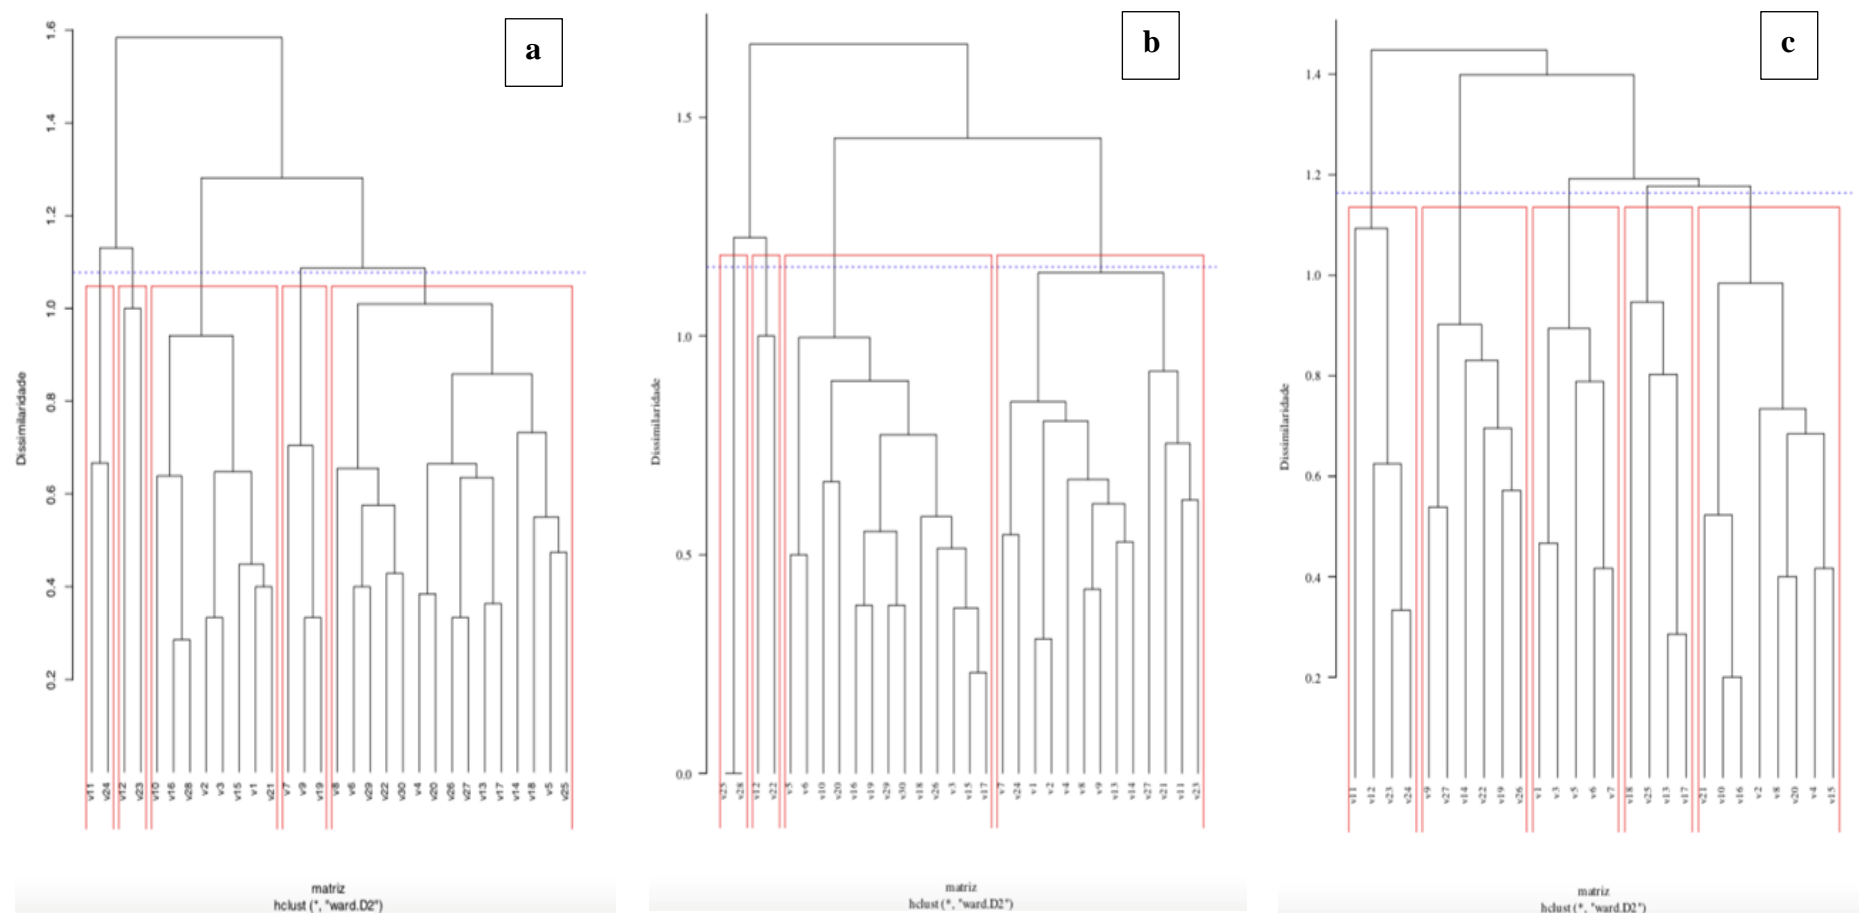 a
1.6
1.4
1.2
1.0
0.8
0.6
0.4
0.2
Dissimilaridade
v11 v24 v12 v23 v10 v16 v28 v2 v3 v15 v1 v21 v7 v9 v19 v8 v6 v29 v22 v30 v4 v20 v26 v27 v13 v17 v14 v18 v5 v25
matriz
hclust (*, "ward.D2")
b
1.5
1.0
0.5
0.0
Dissimilaridade
v25 v28 v12 v22 v5 v6 v10 v20 v16 v19 v29 v30 v18 v26 v3 v15 v17 v7 v24 v1 v2 v4 v8 v9 v13 v14 v27 v21 v11 v23
matriz
hclust (*, "ward.D2")
c
1.4
1.2
1.0
0.8
0.6
0.4
0.2
Dissimilaridade
v11 v12 v23 v24 v9 v27 v14 v22 v19 v26 v1 v3 v5 v6 v7 v18 v25 v13 v17 v21 v10 v16 v2 v8 v20 v4 v15
matriz
hclust (*, "ward.D2")